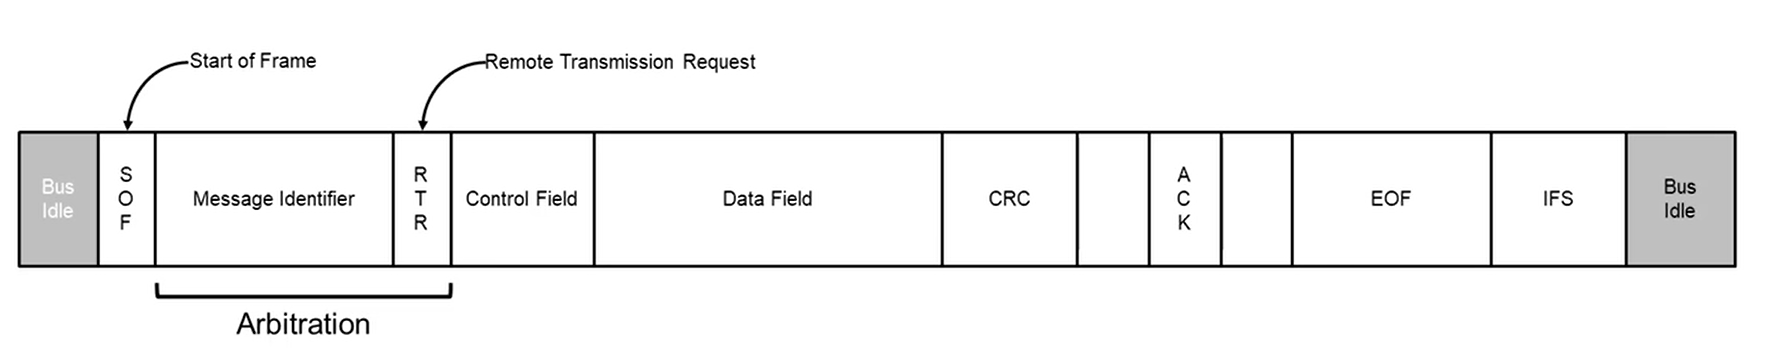 Start of Frame
Remote Transmission Request
Bus
Idle
S
O
F
Message Identifier
R
T
R
Control Field
Data Field
CRC
A
C
K
EOF
IFS
Bus
Idle
Arbitration